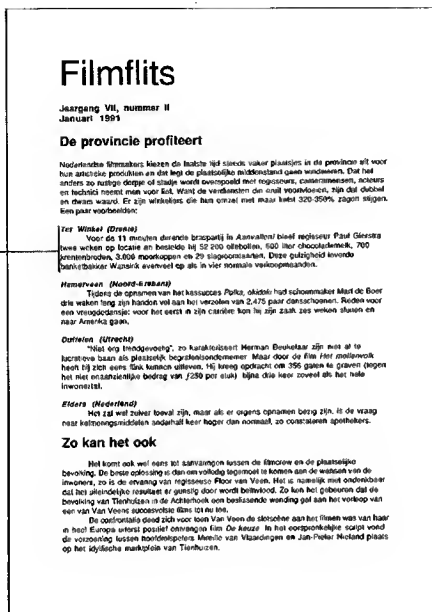 Filmflits
Jaargang VII, nummer II
Januari 1991
De provincie profiteert
Nederlandse filmmakers kiezen de laatste tijd steeds vaker plaatsjes in de provincie uit voor
hun artistieke produkten en dat legt de plaatselijke middenstand geen windeieren. Dat het
anders zo rustige dorpje of stadje wordt overspoeld met regisseurs, cameramensen, acteurs
en technici neemt men voor lief. Want de verdiensten die eruit voortvloeien, zijn dat dubbel
en dwars waard. Er zijn winkeliers die hun omzet met maar liefst 320-350% zagen stijgen.
Een paar voorbeelden:
Ter Winkel (Drente)
Voor de 11 minuten durende braspartij in Aanvallen! bleef regisseur Paul Gierstra
twee weken op locatie en bestelde hij 52 200 oliebollen, 600 liter chocolademelk, 700
krentenbroden, 3.000 moorkoppen en 29 slagroomtaarten. Deze gulzigheid leverde
banketbakker Wansink evenveel op als in vier normale verkoopmaanden.
(Noord-Brabant)
Tijdens de opnamen van het kassucces Polka, okidoki had schoenmaker Mart de Boer
drie weken lang zijn handen vol aan het verzolen van 2,475 paar dansschoenen. Reden voor
een vreugdedansje: voor het eerst in zijn carrière kon hij zijn zaak zes weken sluiten en
naar Amerika gaan.
(Utrecht)
"Niet erg trendgevoelig", zo karakteriseert Herman Beukelaar zijn niet al te
lucratieve baan als plaatselijk begrafenisondernemer. Maar door de film Het mollenvolk
heeft hij zich eens flink kunnen uitleven. Hij kreeg opdracht om 356 gaten te graven (tegen
het niet onaanzienlijke bedrag van ƒ250 per stuk) bijna drie keer zoveel als het hele
inwonertal.
Elders (Nederland)
Het zal wel zuiver toeval zijn, maar als er ergens opnamen bezig zijn, is de vraag
naar kalmeringsmiddelen anderhalf keer hoger dan normaal, zo constateren apothekers.
Zo kan het ook
Het komt ook wel eens tot aanvaringen tussen de filmcrew en de plaatselijke
bevolking. De beste oplossing is dan om volledig tegemoet te komen aan de wensen van de
inwoners, zo is de ervaring van regisseuse Floor van Veen. Het is namelijk niet ondenkbaar
dat het uiteindelijke resultaat er gunstig door wordt beïnvloed. Zo kon het gebeuren dat de
bevolking van Tienhuizen in de Achterhoek een beslissende wending gaf aan het verloop van
een van Van Veens succesvolste films tot nu toe.
De confrontatie deed zich voor toen Van Veen de slotscène aan het filmen was van haar
in heel Europa uiterst positief ontvangen film De keuze. In het oorspronkelijke script vond
de verzoening tussen hoofdrolspelers Mireille van Vlaardingen en Jan-Pieter Nieland plaats
op het idyllische marktplein van Tienhuizen.